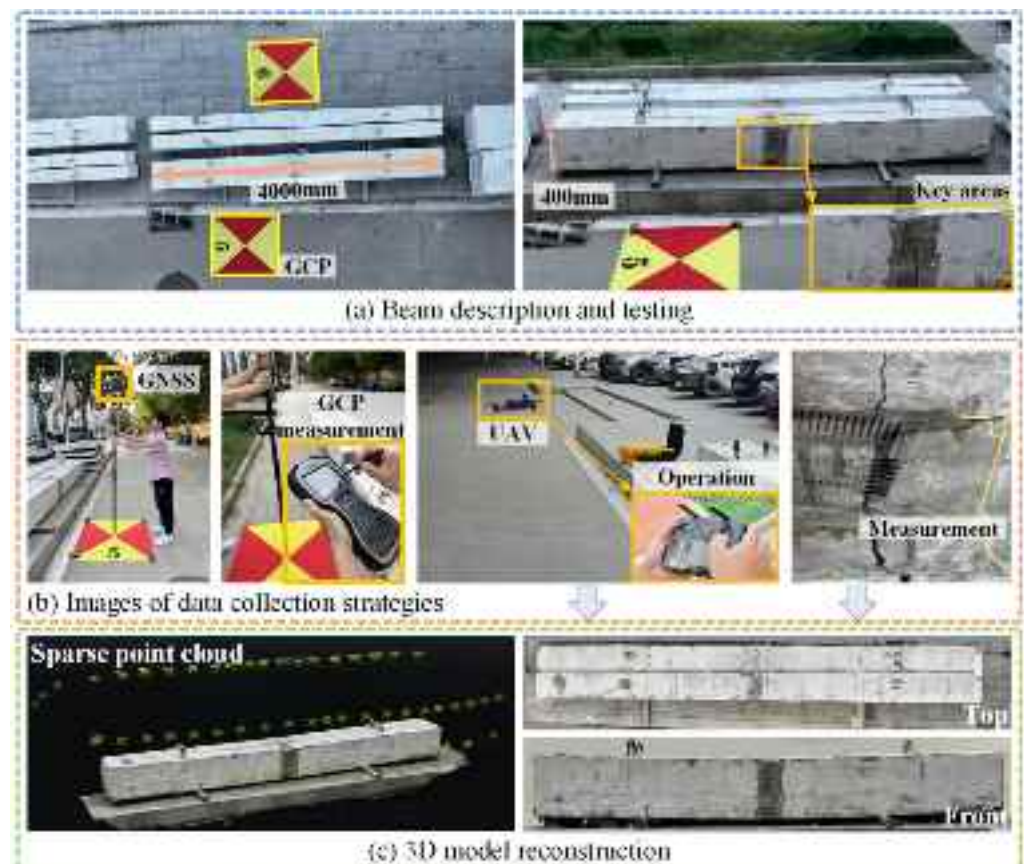 4000mm
GCP
400mm
Key areas
(a) Beam description and testing
GNSS
GCP
measurement
UAV
Operation
Measurement
(b) Images of data collection strategies
Sparse point cloud
Top
Front
(c) 3D model reconstruction